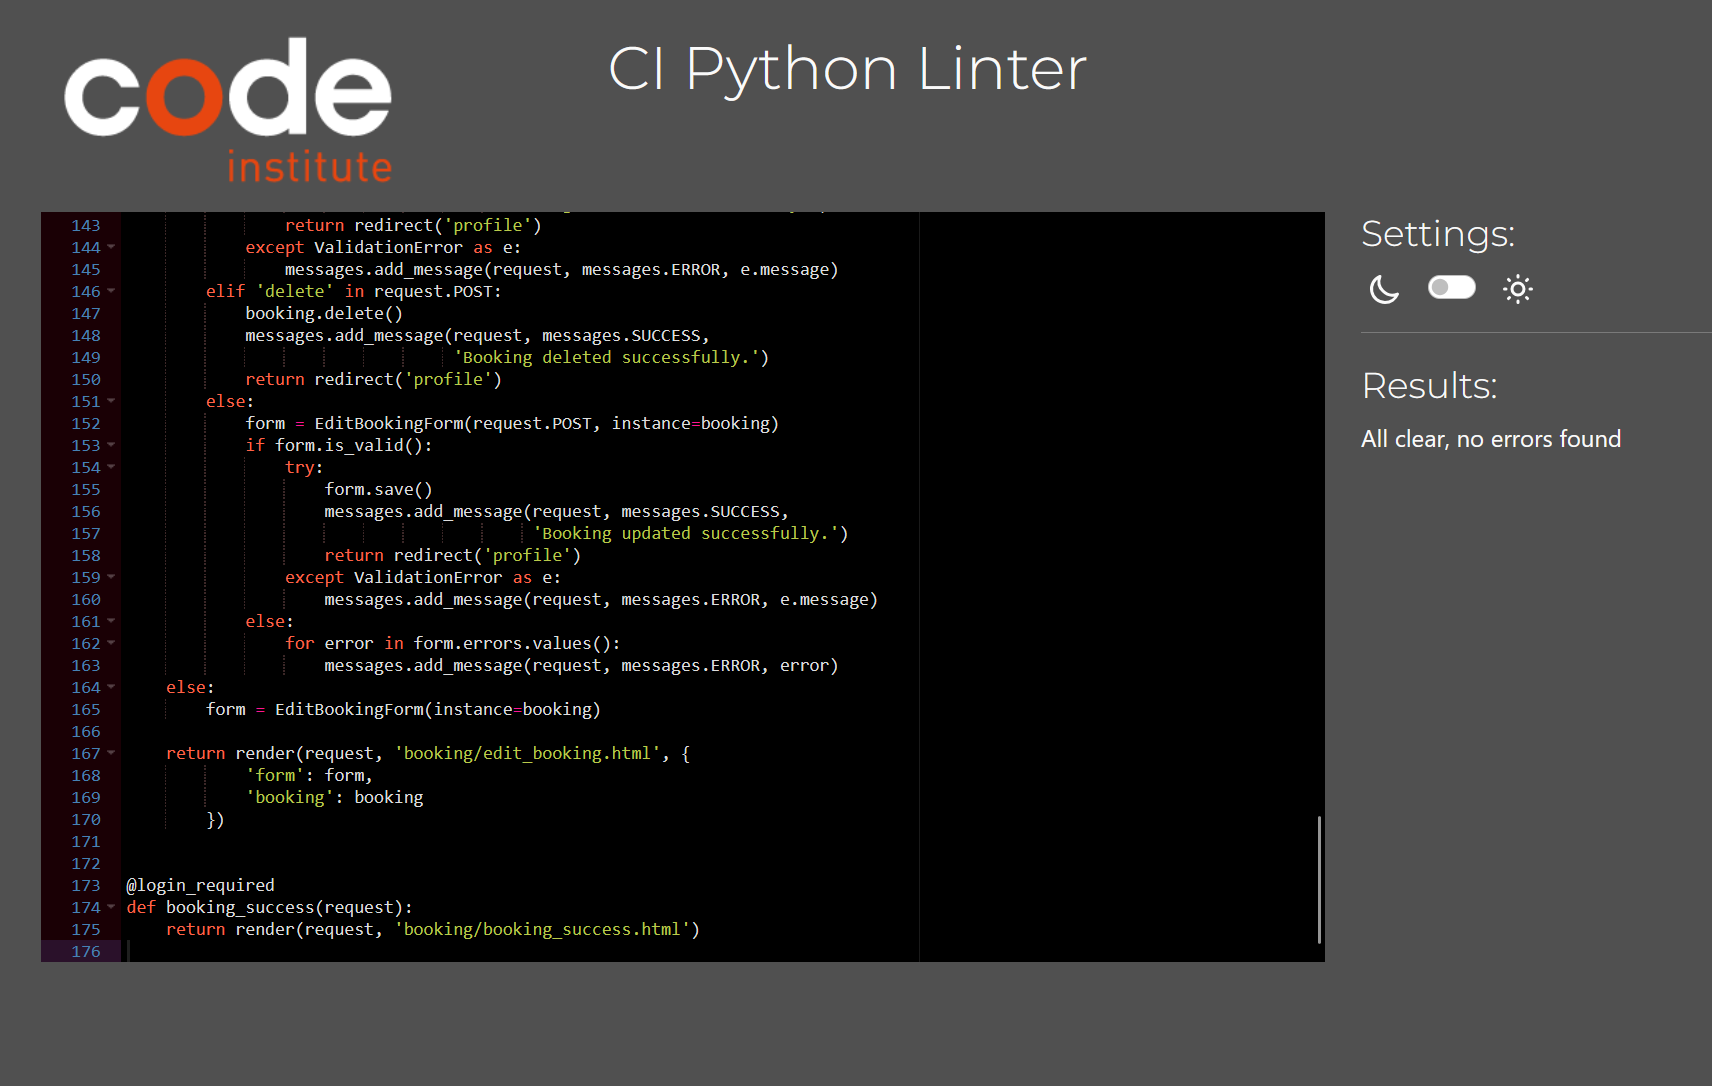 code
institute
CI Python Linter
143 return redirect('profile')
144 except ValidationError as e:
145 messages.add_message(request, messages.ERROR, e.message)
146 elif 'delete' in request.POST:
147 booking.delete()
148 messages.add_message(request, messages.SUCCESS,
149 'Booking deleted successfully.')
150 return redirect('profile')
151 else:
152 form = EditBookingForm(request.POST, instance=booking)
153 if form.is_valid():
154 try:
155 form.save()
156 messages.add_message(request, messages.SUCCESS,
157 'Booking updated successfully.')
158 return redirect('profile')
159 except ValidationError as e:
160 messages.add_message(request, messages.ERROR, e.message)
161 else:
162 for error in form.errors.values():
163 messages.add_message(request, messages.ERROR, error)
164 else:
165 form = EditBookingForm(instance=booking)
166
167 return render(request, 'booking/edit_booking.html', {
168 'form': form,
169 'booking': booking
170 })
171
172
173 @login_required
174 def booking_success(request):
175 return render(request, 'booking/booking_success.html')
176
Settings:
Results:
All clear, no errors found